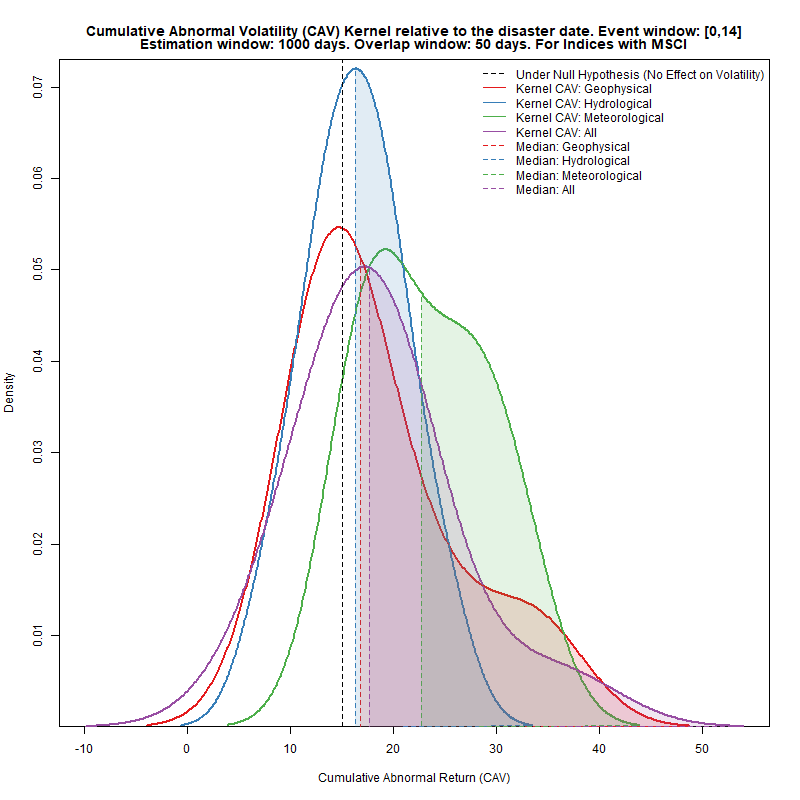 Cumulative Abnormal Volatility (CAV) Kernel relative to the disaster date. Event window: [0,14]
Estimation window: 1000 days. Overlap window: 50 days. For Indices with MSCI
Under Null Hypothesis (No Effect on Volatility)
Kernel CAV: Geophysical
Kernel CAV: Hydrological
Kernel CAV: Meteorological
Kernel CAV: All
Median: Geophysical
Median: Hydrological
Median: Meteorological
Median: All
0.07
0.06
0.05
0.04
0.03
0.02
0.01
Density
-10 0 10 20 30 40 50
Cumulative Abnormal Return (CAV)